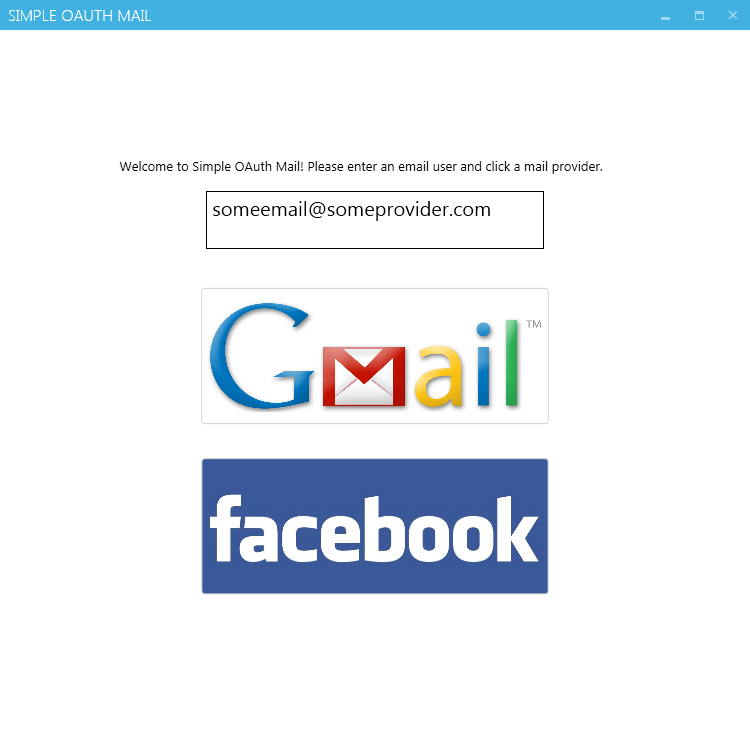 SIMPLE OAUTH MAIL
Welcome to Simple OAuth Mail! Please enter an email user and click a mail provider.
someemail@someprovider.com
Gmail™
facebook